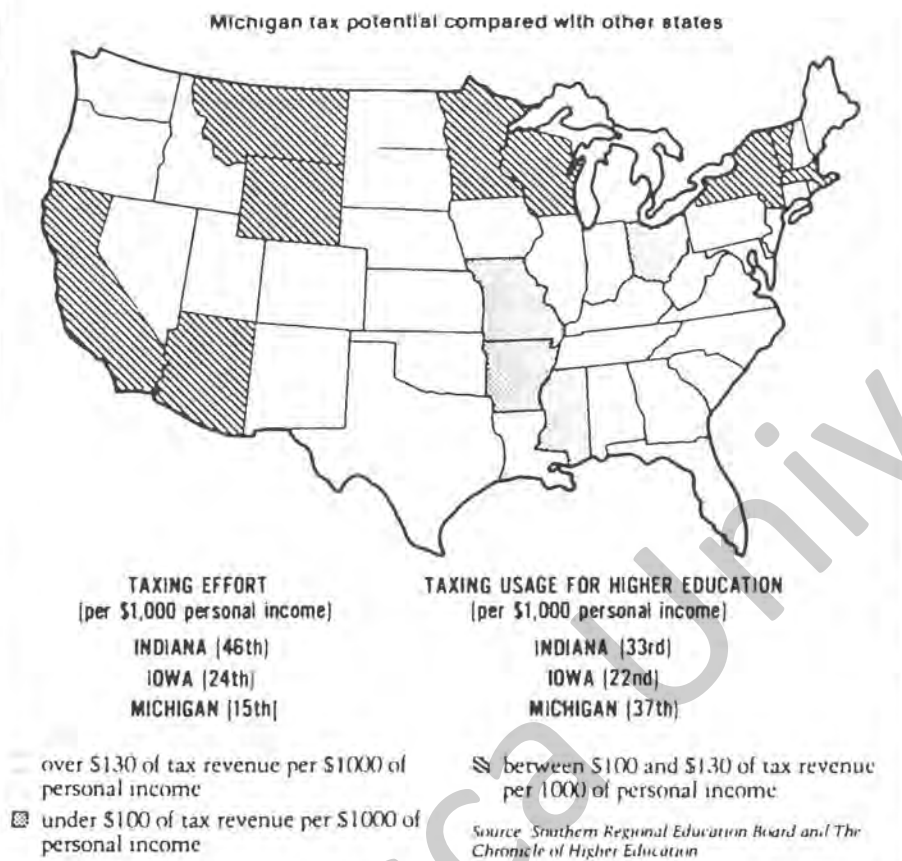 Michigan tax potential compared with other states
TAXING EFFORT
(per $1,000 personal income)
INDIANA (46th)
IOWA (24th)
MICHIGAN (15th(
TAXING USAGE FOR HIGHER EDUCATION
(per $1,000 personal income)
INDIANA (33rd)
IOWA (22nd)
MICHIGAN (37th)
over $130 of tax revenue per $1000 of
personal income
under $100 of tax revenue per $1000 of
personal income
between $100 and $130 of tax revenue
per 1000 of personal income
Source Southern Regional Education Board and The
Chronicle of Higher Education